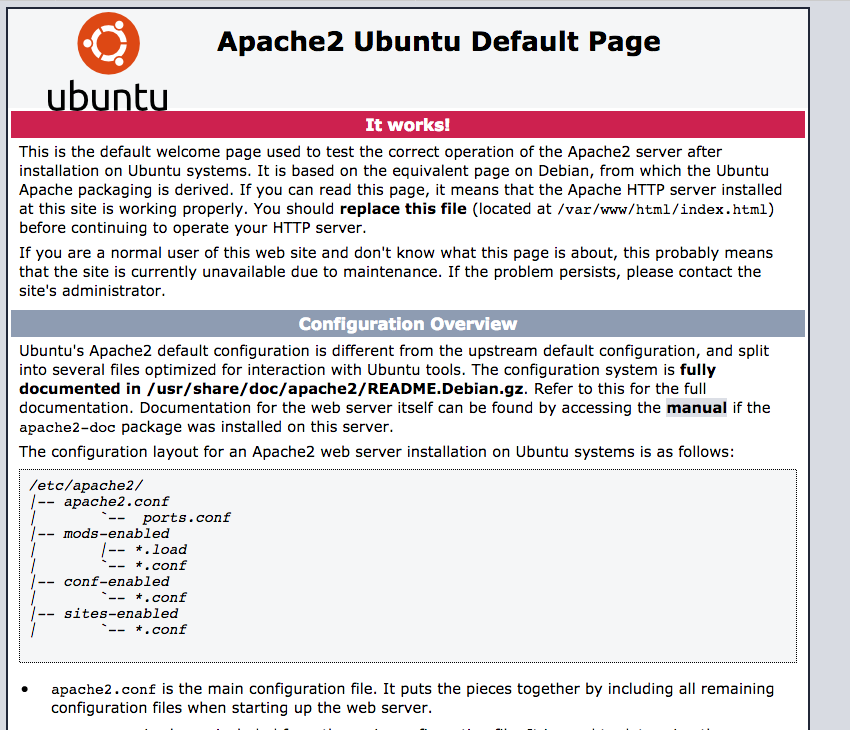 ubuntu
Apache2 Ubuntu Default Page
It works!
This is the default welcome page used to test the correct operation of the Apache2 server after
installation on Ubuntu systems. It is based on the equivalent page on Debian, from which the Ubuntu
Apache packaging is derived. If you can read this page, it means that the Apache HTTP server installed
at this site is working properly. You should replace this file (located at /var/www/html/index.html)
before continuing to operate your HTTP server.
If you are a normal user of this web site and don't know what this page is about, this probably means
that the site is currently unavailable due to maintenance. If the problem persists, please contact the
site's administrator.
Configuration Overview
Ubuntu's Apache2 default configuration is different from the upstream default configuration, and split
into several files optimized for interaction with Ubuntu tools. The configuration system is fully
documented in /usr/share/doc/apache2/README.Debian.gz. Refer to this for the full
documentation. Documentation for the web server itself can be found by accessing the manual if the
apache2-doc package was installed on this server.
The configuration layout for an Apache2 web server installation on Ubuntu systems is as follows:
/etc/apache2/
|-- apache2.conf
|       `--  ports.conf
|-- mods-enabled
|       |-- *.load
|       `-- *.conf
|-- conf-enabled
|       `-- *.conf
|-- sites-enabled
|       `-- *.conf
• apache2.conf is the main configuration file. It puts the pieces together by including all remaining
configuration files when starting up the web server.